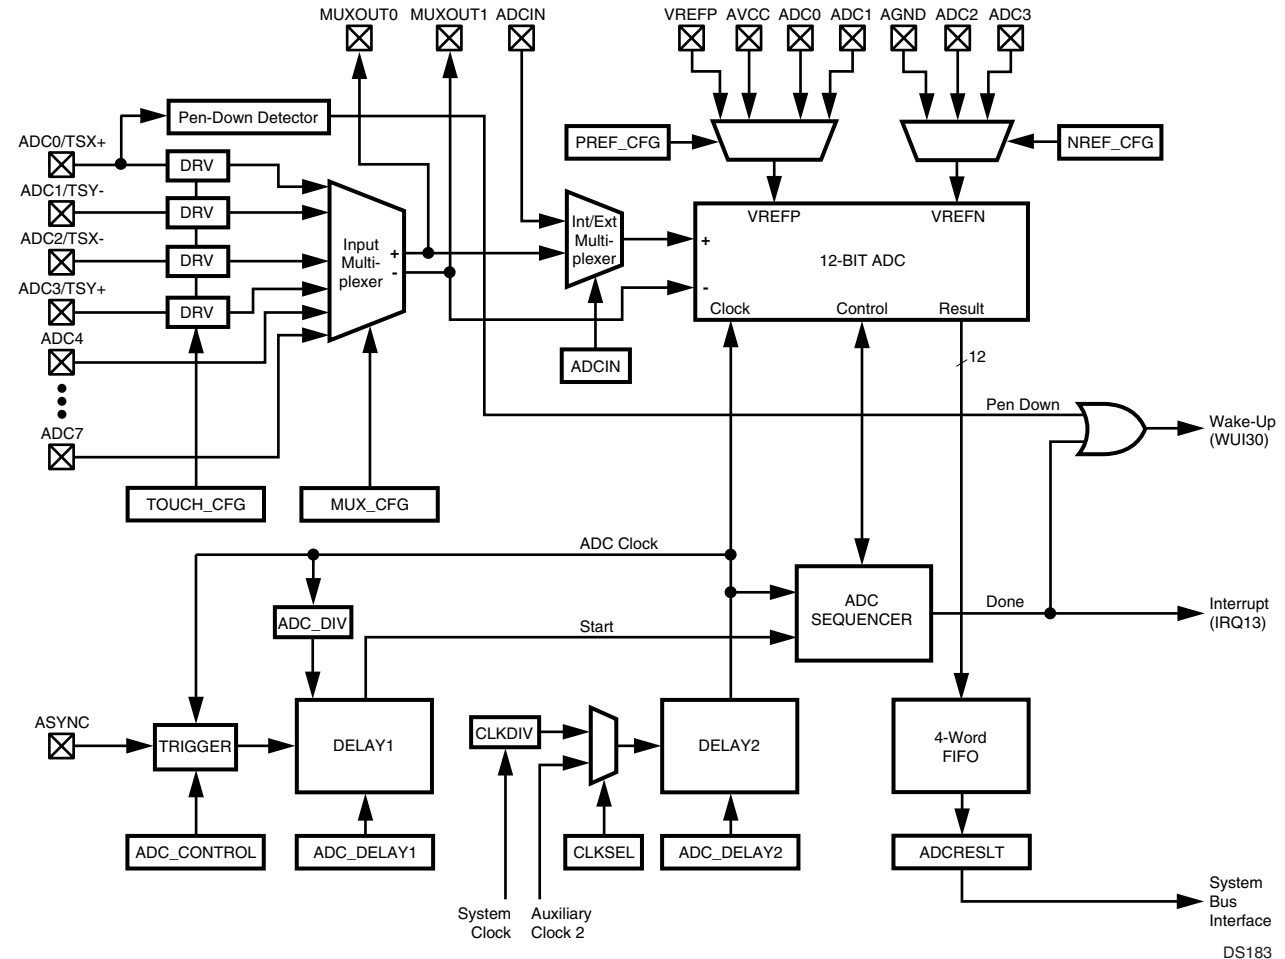 MUXOUT0 MUXOUT1 ADCIN VREFP AVCC ADC0 ADC1 AGND ADC2 ADC3
Pen-Down Detector
ADC0/TSX+
PREF_CFG
NREF_CFG
DRV
ADC1/TSY-
DRV
VREFP
VREFN
ADC2/TSX-
DRV
Input
Multi-
plexer
+
-
Int/Ext
Multi-
plexer
+
-
12-BIT ADC
ADC3/TSY+
DRV
Clock
Control
Result
ADC4
ADCIN
12
Pen Down
Wake-Up
(WUI30)
ADC7
TOUCH_CFG
MUX_CFG
ADC Clock
ADC_DIV
Start
ADC
SEQUENCER
Done
Interrupt
(IRQ13)
ASYNC
TRIGGER
DELAY1
CLKDIV
DELAY2
4-Word
FIFO
ADC_CONTROL
ADC_DELAY1
CLKSEL
ADC_DELAY2
ADCRESLT
System
Clock
Auxiliary
Clock 2
System
Bus
Interface
DS183